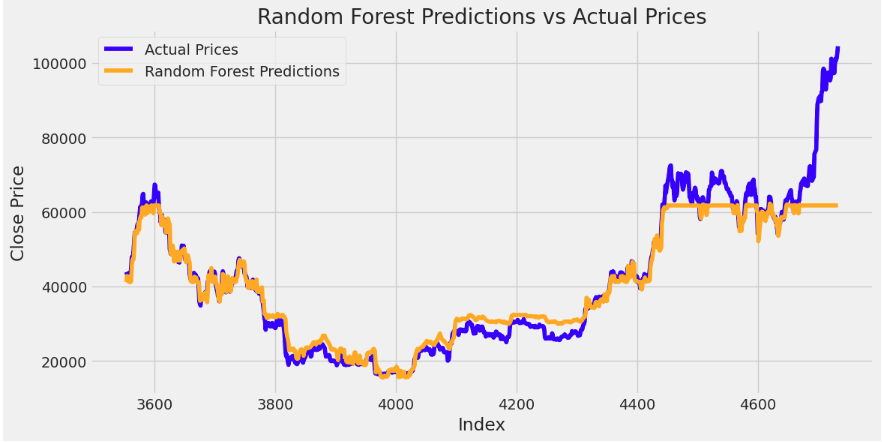 Random Forest Predictions vs Actual Prices
Actual Prices
Random Forest Predictions
100000
80000
60000
40000
20000
Close Price
3600 3800 4000 4200 4400 4600
Index